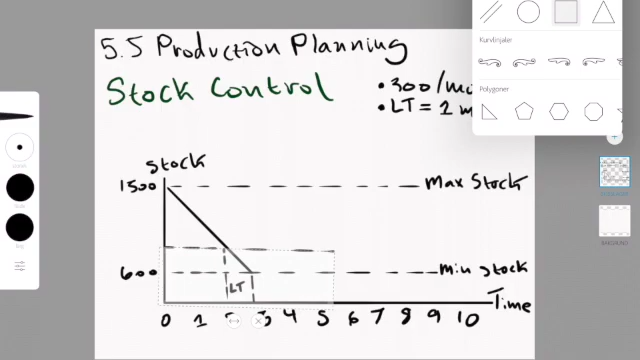 5.5 Production Planning
Stock Control
• 300/mo
• LT = 1 m
Kurvlinjaler
Polygoner
Stock
1500
Max Stock
600
min stock
LT
Time
0 1 3 4 5 6 7 8 9 10